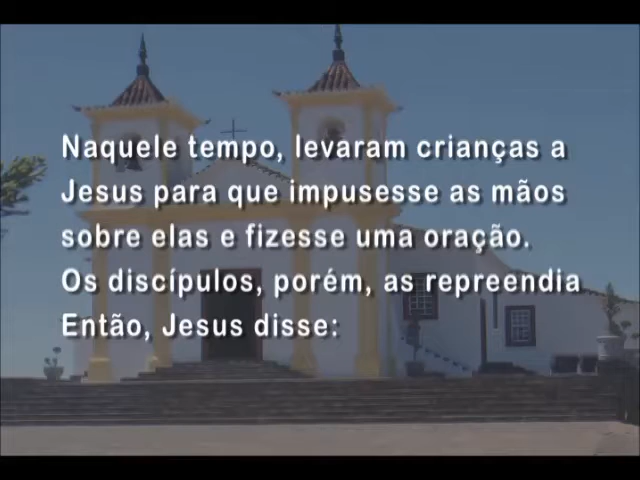 Naquele tempo, levaram crianças a
Jesus para que impusesse as mãos
sobre elas e fizesse uma oração.
Os discípulos, porém, as repreendia
Então, Jesus disse: